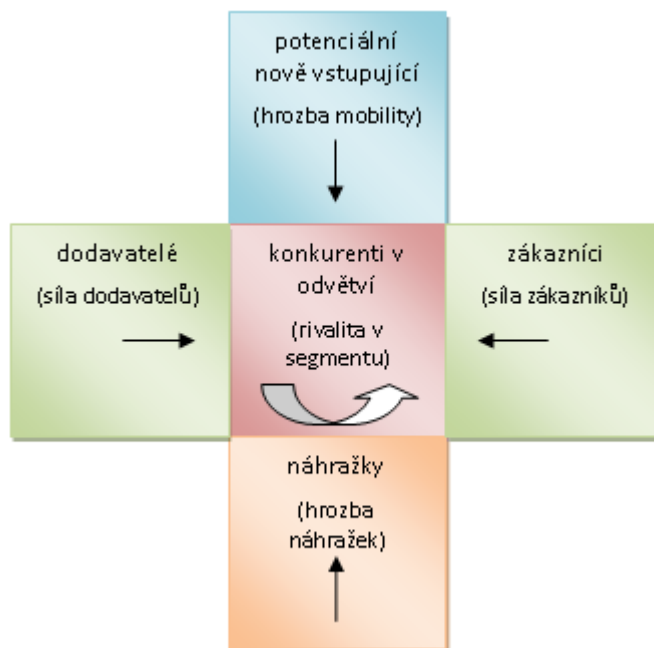 potenciální
nově vstupující
(hrozba mobility)
dodavatelé
(síla dodavatelů)
konkurenti v
odvětví
(rivalita v
segmentu)
zákazníci
(síla zákazníků)
náhražky
(hrozba
náhražek)